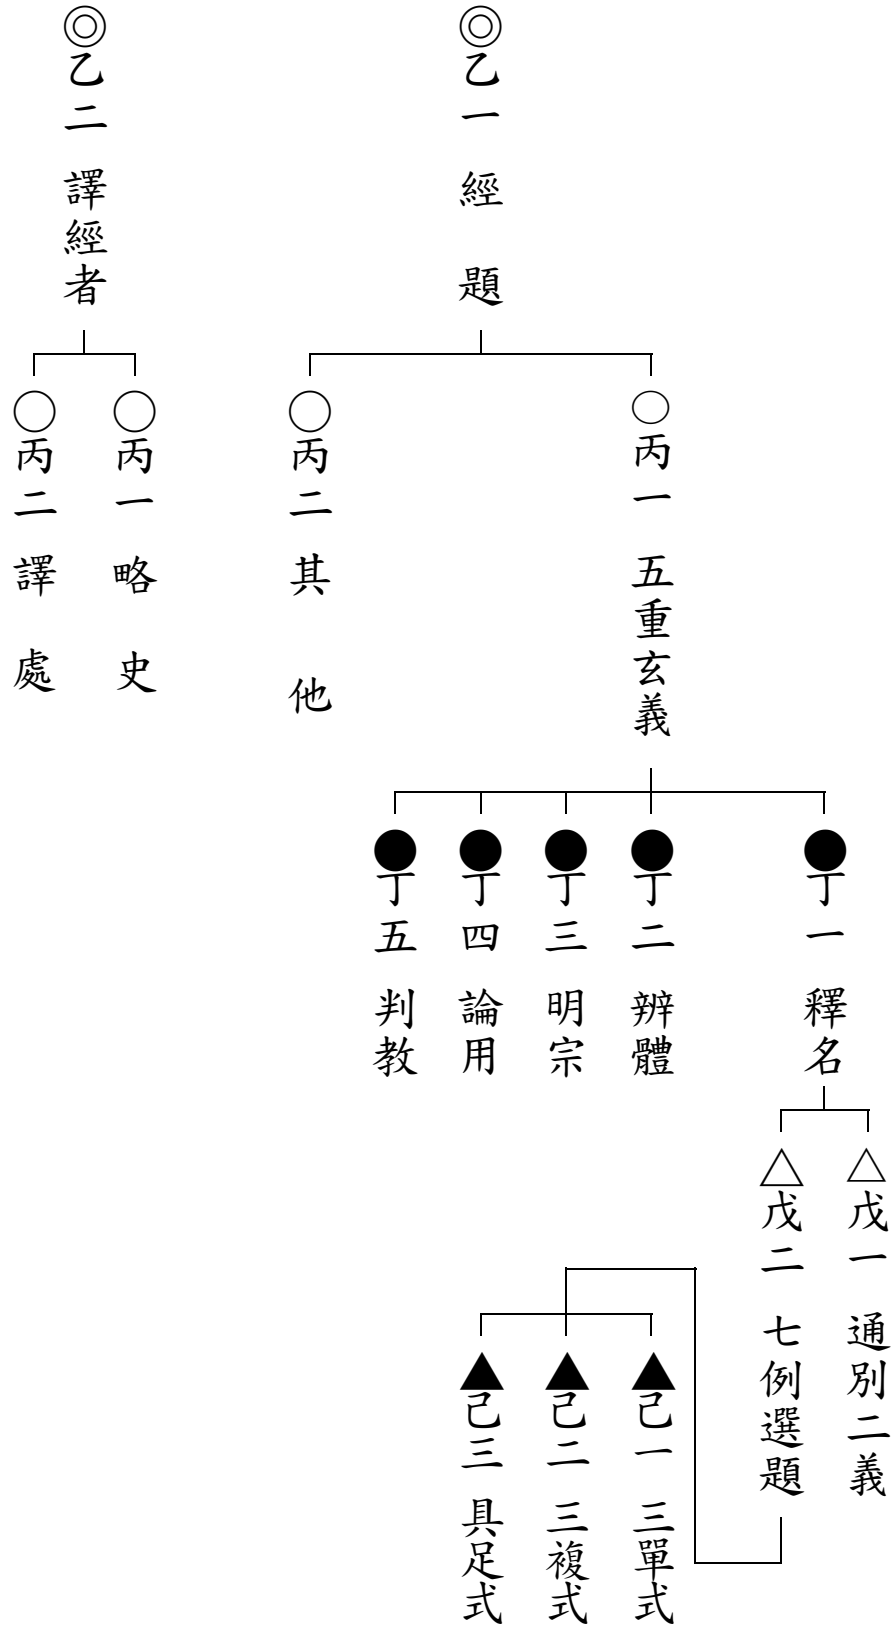 ◎乙一 經 題
○丙一 五重玄義
●丁一 釋名
△戊一 通別二義
△戊二 七例選題
▲己一 三單式
▲己二 三複式
▲己三 具足式
●丁二 辨體
●丁三 明宗
●丁四 論用
●丁五 判教
○丙二 其 他
◎乙二 譯經者
○丙一 略 史
○丙二 譯 處